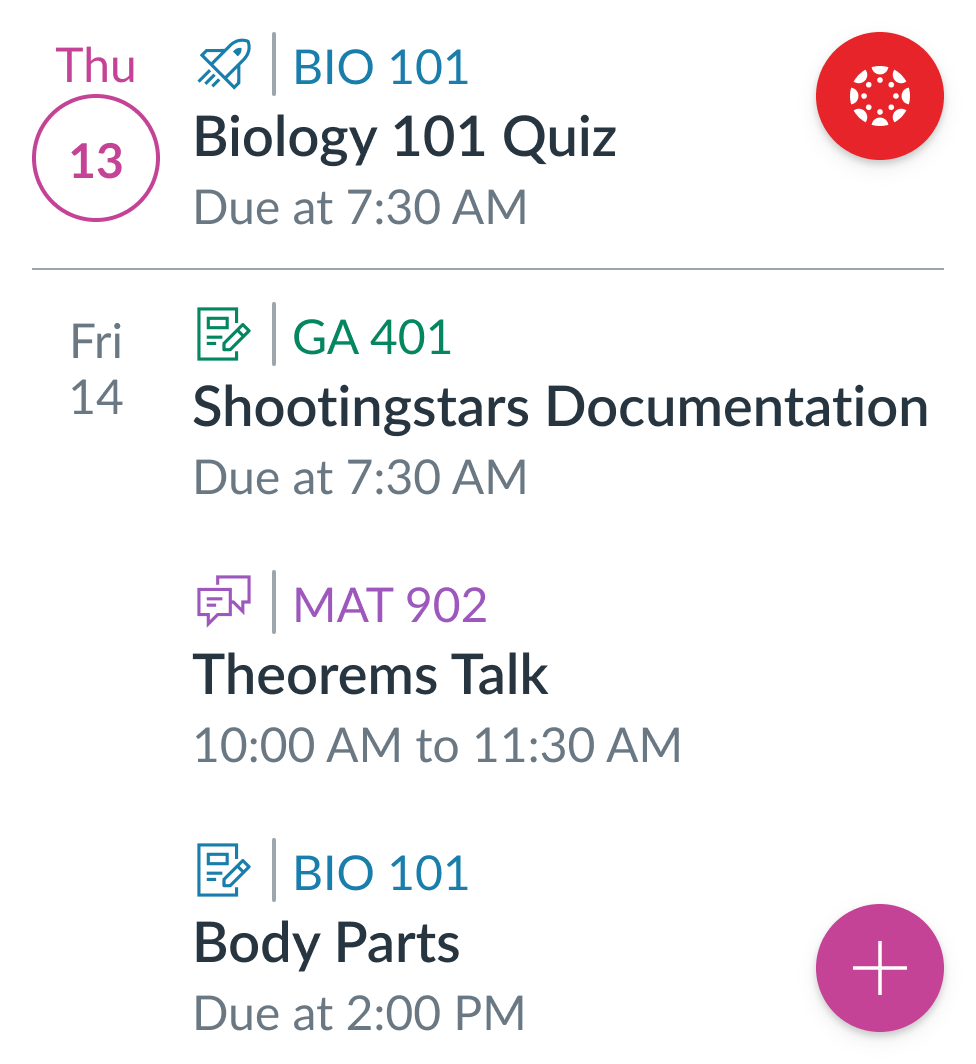 Thu
13
BIO 101
Biology 101 Quiz
Due at 7:30 AM
Fri
14
GA 401
Shootingstars Documentation
Due at 7:30 AM
MAT 902
Theorems Talk
10:00 AM to 11:30 AM
BIO 101
Body Parts
Due at 2:00 PM